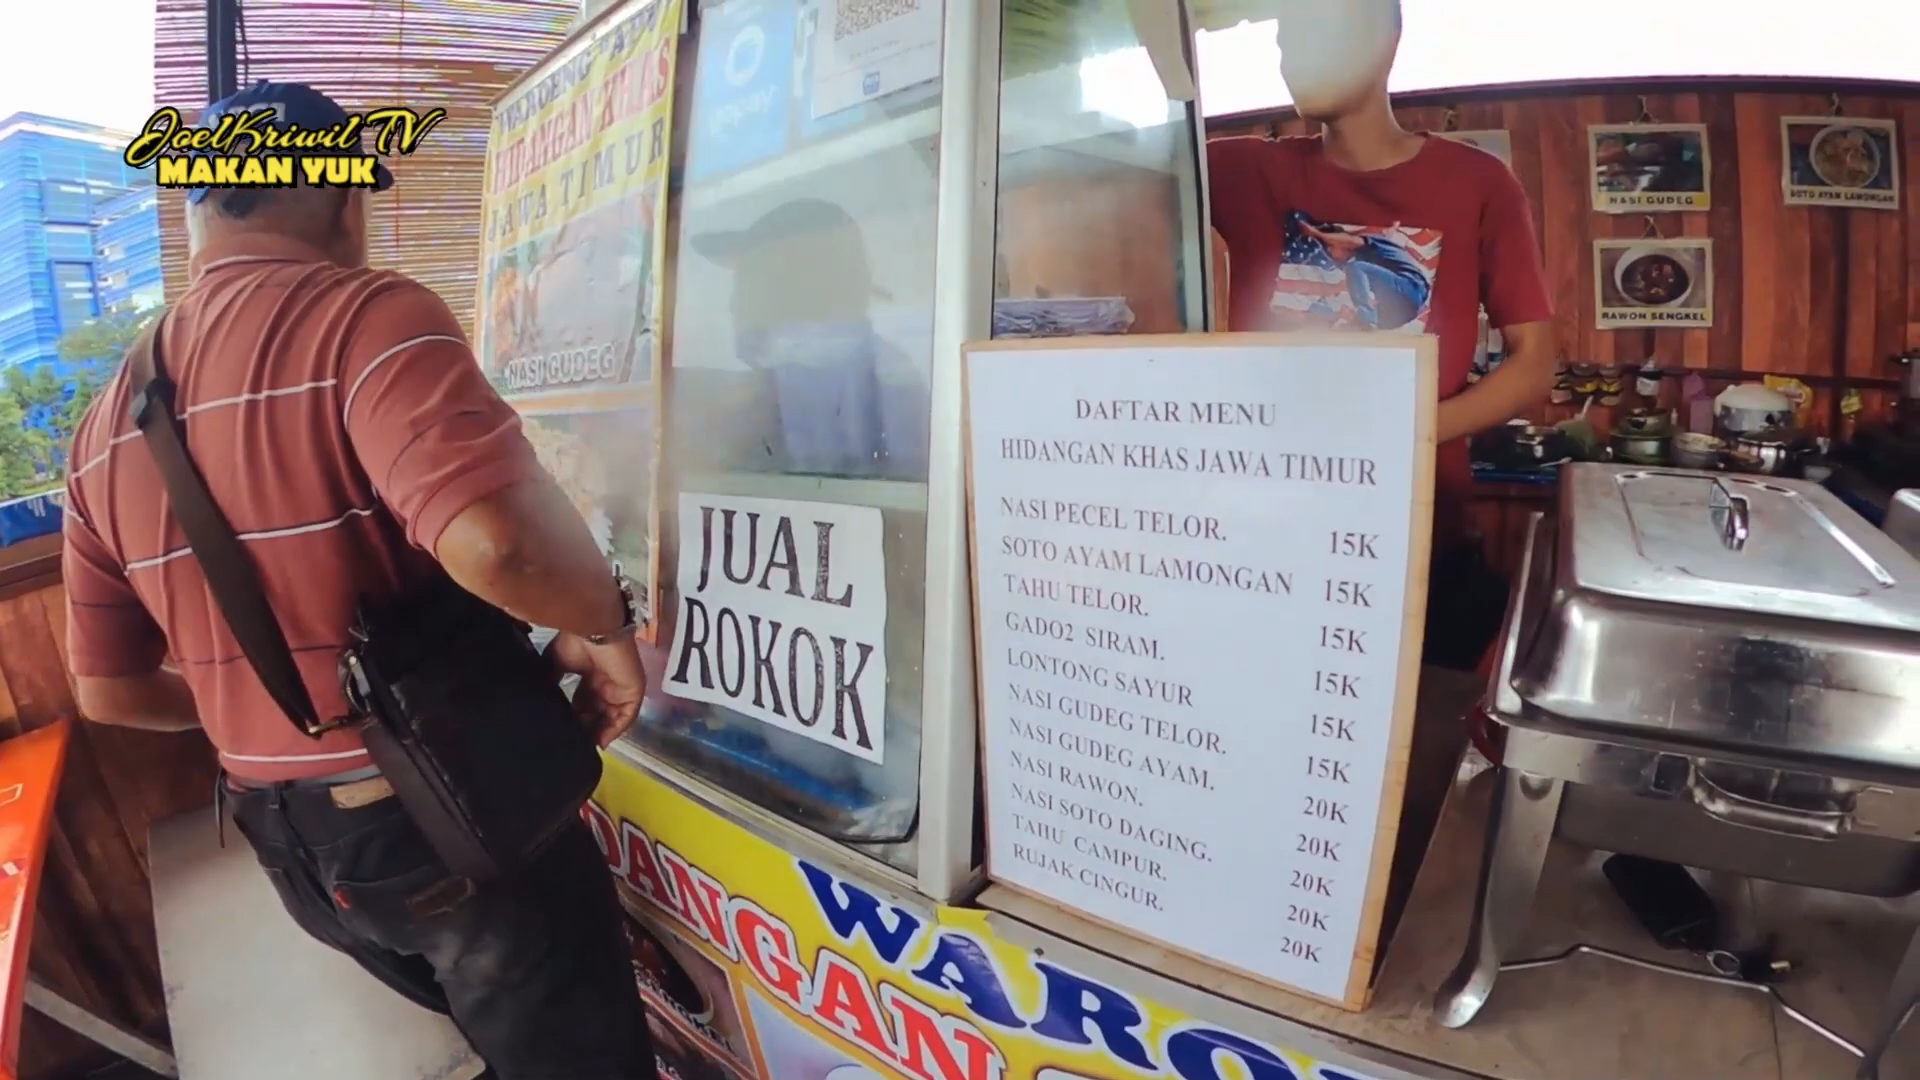 JoelKriwil TV
MAKAN YUK
HIDANGAN KHAS
JAWA TIMUR
NASI GUDEG
JUAL
ROKOK
DAFTAR MENU
HIDANGAN KHAS JAWA TIMUR
NASI PECEL TELOR. 15K
SOTO AYAM LAMONGAN 15K
TAHU TELOR. 15K
GADO2 SIRAM. 15K
LONTONG SAYUR 15K
NASI GUDEG TELOR. 15K
NASI GUDEG AYAM. 20K
NASI RAWON. 20K
NASI SOTO DAGING. 20K
TAHU CAMPUR. 20K
RUJAK CINGUR. 20K
NASI GUDEG
SOTO AYAM LAMONGAN
RAWON SENGKEL